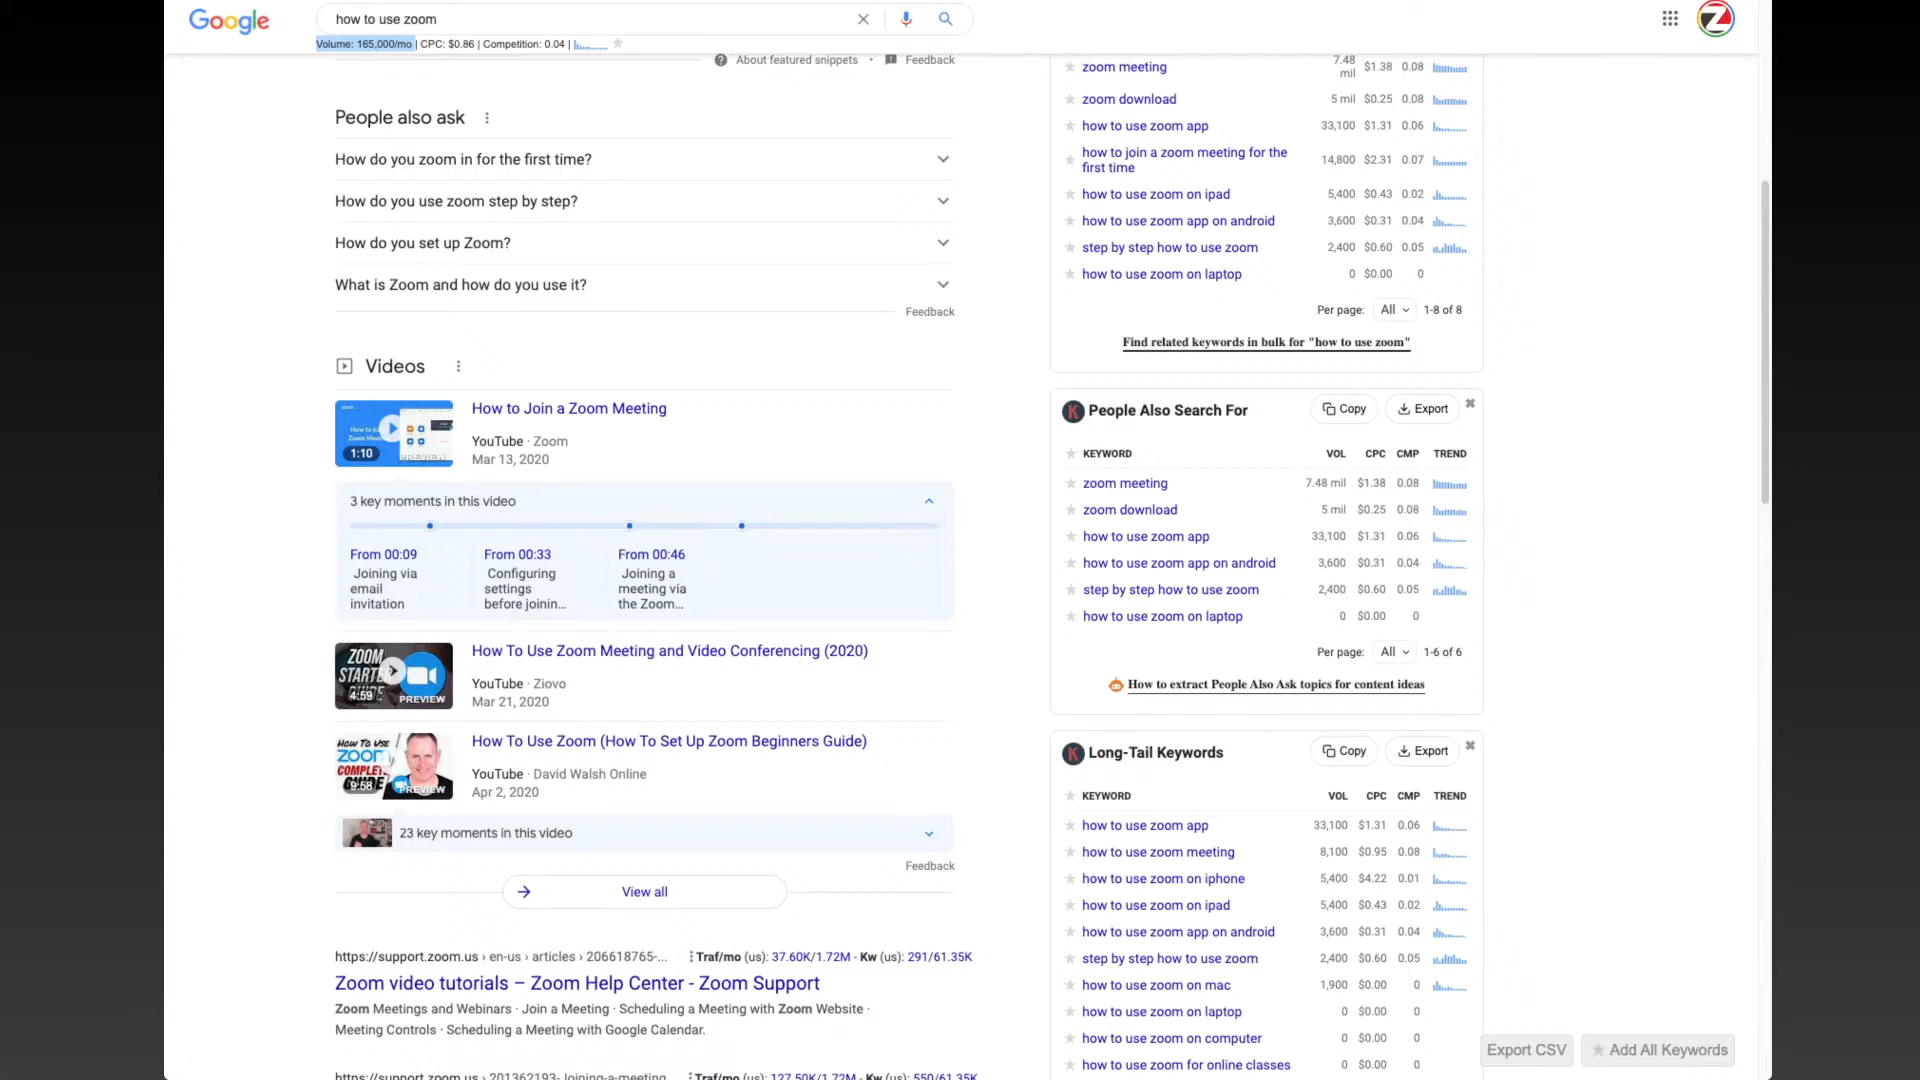 Google
how to use zoom
Volume: 165,000/mo | CPC: $0.86 | Competition: 0.04 |
About featured snippets • Feedback
People also ask
How do you zoom in for the first time?
How do you use zoom step by step?
How do you set up Zoom?
What is Zoom and how do you use it?
Feedback
Videos
How to Join a Zoom Meeting
YouTube · Zoom
Mar 13, 2020
1:10
PREVIEW
3 key moments in this video
From 00:09
Joining via
email
invitation
From 00:33
Configuring
settings
before joinin...
From 00:46
Joining a
meeting via
the Zoom...
ZOOM
4:59
PREVIEW
How To Use Zoom Meeting and Video Conferencing (2020)
YouTube · Ziovo
Mar 21, 2020
HOW TO USE
zoom
9:58
PREVIEW
How To Use Zoom (How To Set Up Zoom Beginners Guide)
YouTube · David Walsh Online
Apr 2, 2020
23 key moments in this video
Feedback
View all
https://support.zoom.us › en-us › articles › 206618765-... Traf/mo (us): 37.60K/1.72M - Kw (us): 291/61.35K
Zoom video tutorials – Zoom Help Center - Zoom Support
Zoom Meetings and Webinars · Join a Meeting · Scheduling a Meeting with Zoom Website ·
Meeting Controls · Scheduling a Meeting with Google Calendar.
https://support.zoom.us › 201362193-Joining-a-meeting Traf/mo (us): 127.50K/1.72M - Kw (us): 550/61.35K
zoom meeting 7.48 mil $1.38 0.08
zoom download 5 mil $0.25 0.08
how to use zoom app 33,100 $1.31 0.06
how to join a zoom meeting for the
first time 14,800 $2.31 0.07
how to use zoom on ipad 5,400 $0.43 0.02
how to use zoom app on android 3,600 $0.31 0.04
step by step how to use zoom 2,400 $0.60 0.05
how to use zoom on laptop 0 $0.00 0
Per page: All 1-8 of 8
Find related keywords in bulk for "how to use zoom"
K People Also Search For Copy Export
KEYWORD VOL CPC CMP TREND
zoom meeting 7.48 mil $1.38 0.08
zoom download 5 mil $0.25 0.08
how to use zoom app 33,100 $1.31 0.06
how to use zoom app on android 3,600 $0.31 0.04
step by step how to use zoom 2,400 $0.60 0.05
how to use zoom on laptop 0 $0.00 0
Per page: All 1-6 of 6
How to extract People Also Ask topics for content ideas
K Long-Tail Keywords Copy Export
KEYWORD VOL CPC CMP TREND
how to use zoom app 33,100 $1.31 0.06
how to use zoom meeting 8,100 $0.95 0.08
how to use zoom on iphone 5,400 $4.22 0.01
how to use zoom on ipad 5,400 $0.43 0.02
how to use zoom app on android 3,600 $0.31 0.04
step by step how to use zoom 2,400 $0.60 0.05
how to use zoom on mac 1,900 $0.00 0
how to use zoom on laptop 0 $0.00 0
how to use zoom on computer 0 $0.00 0
how to use zoom for online classes 0 $0.00 0
Export CSV
Add All Keywords